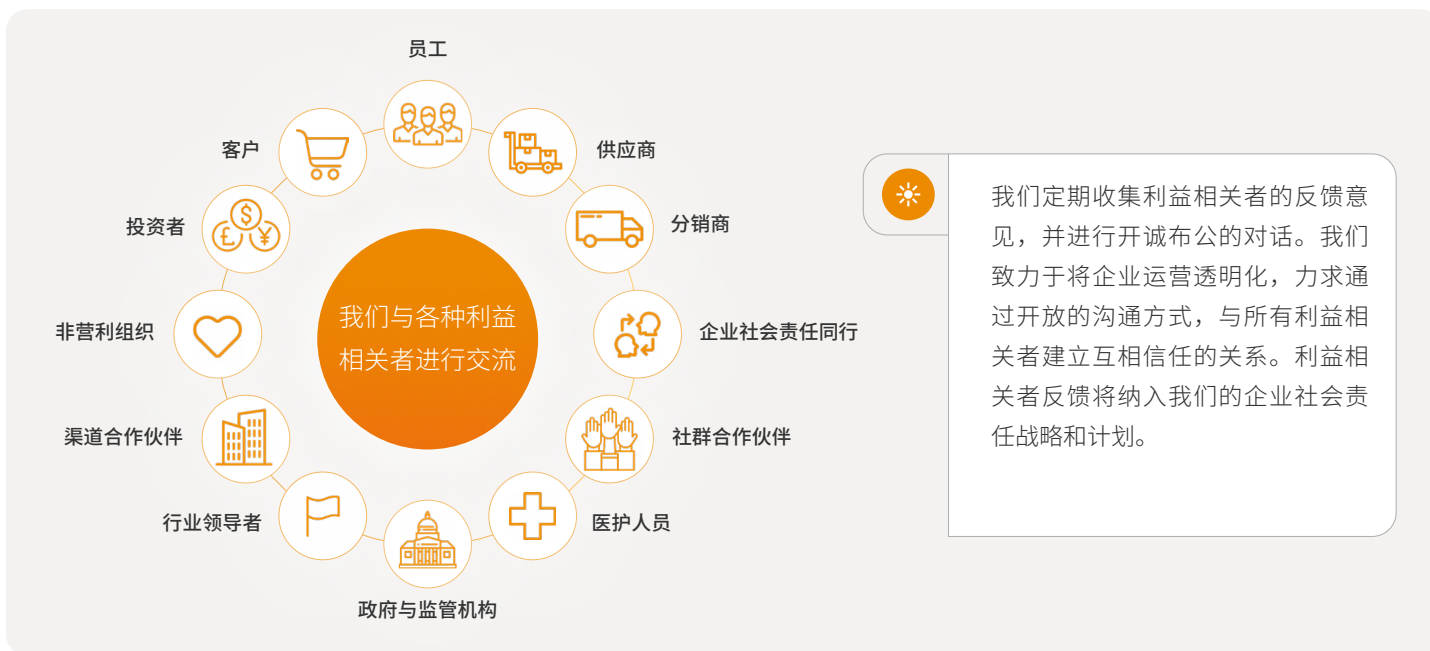 员工
客户
供应商
投资者
分销商
我们与各种利益
相关者进行交流
非营利组织
企业社会责任同行
渠道合作伙伴
社群合作伙伴
行业领导者
医护人员
政府与监管机构
我们定期收集利益相关者的反馈意
见，并进行开诚布公的对话。我们
致力于将企业运营透明化，力求通
过开放的沟通方式，与所有利益相
关者建立互相信任的关系。利益相
关者反馈将纳入我们的企业社会责
任战略和计划。